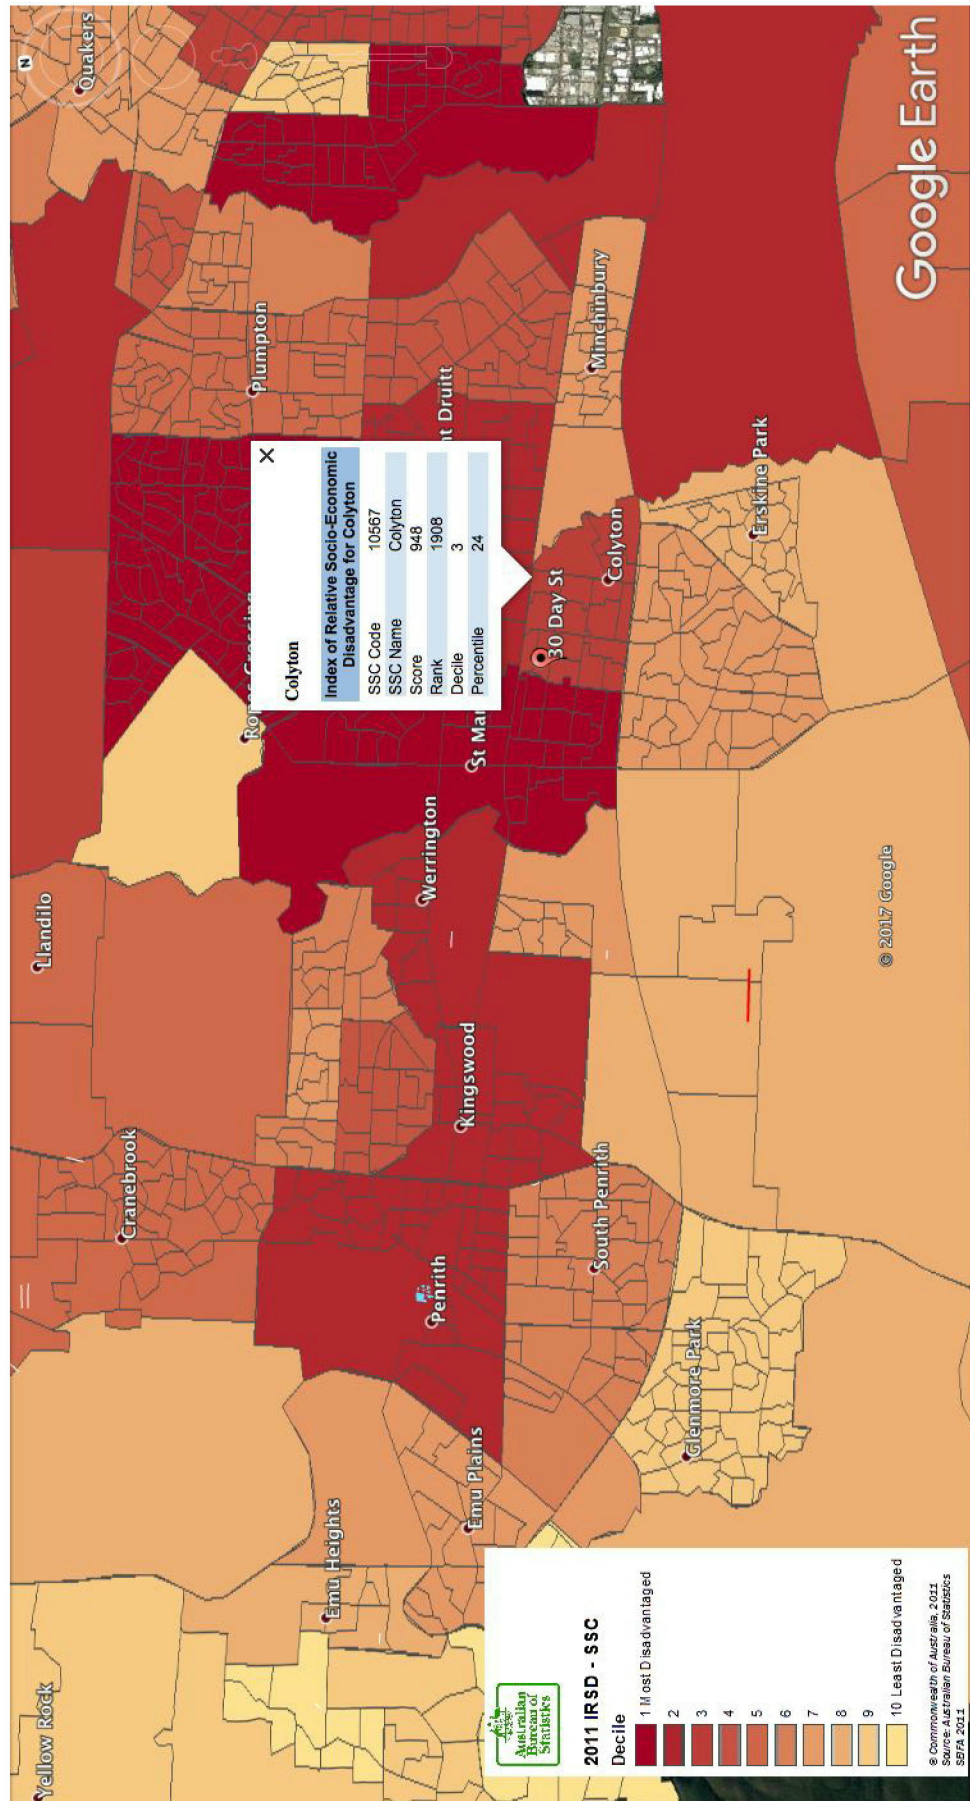 Yellow Rock
Emu Heights
Emu Plains
Penrith
Cranebrook
Llandilo
Glenmore Park
South Penrith
Kingswood
Werrington
St Mar
Plumpton
Quakers
nt Druitt
Minchinbury
30 Day St
Colyton
Erskine Park
N
Colyton
Index of Relative Socio-Economic
Disadvantage for Colyton
SSC Code 10567
SSC Name Colyton
Score 948
Rank 1908
Decile 3
Percentile 24
Australian
Bureau of
Statistics
2011 IRSD - SSC
Decile
1 Most Disadvantaged
2
3
4
5
6
7
8
9
10 Least Disadvantaged
© Commonwealth of Australia, 2011
Source: Australian Bureau of Statistics
SEIFA 2011
© 2017 Google
Google Earth